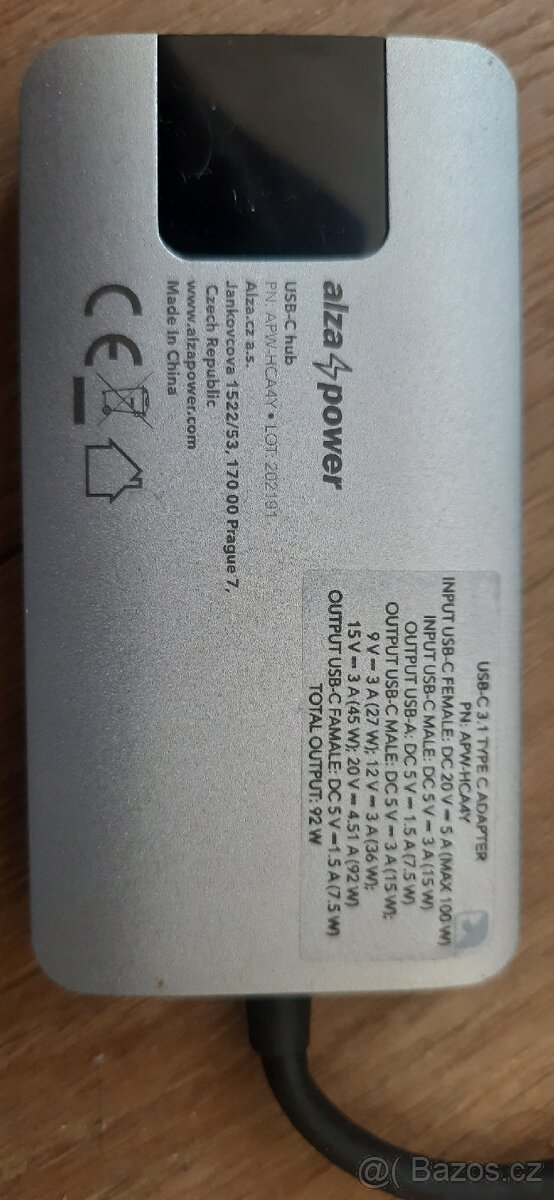 alza power
USB-C hub
PN: APW-HCA4Y • LOT: 202191
Alza.cz a.s.
Jankovcova 1522/53, 170 00 Prague 7,
Czech Republic
www.alzapower.com
Made In China
CE
USB-C 3.1 TYPE C ADAPTER
PN: APW-HCA4Y
INPUT USB-C FEMALE: DC 20 V ⎓ 5 A (MAX 100 W)
INPUT USB-C MALE: DC 5 V ⎓ 3 A (15 W)
OUTPUT USB-A: DC 5 V ⎓ 1.5 A (7.5 W)
OUTPUT USB-C MALE: DC 5 V ⎓ 3 A (15 W);
9 V ⎓ 3 A (27 W); 12 V ⎓ 3 A (36 W);
15 V ⎓ 3 A (45 W); 20 V ⎓ 4.51 A (92 W)
OUTPUT USB-C FAMALE: DC 5 V ⎓ 1.5 A (7.5 W)
TOTAL OUTPUT: 92 W
@( Bazos.cz